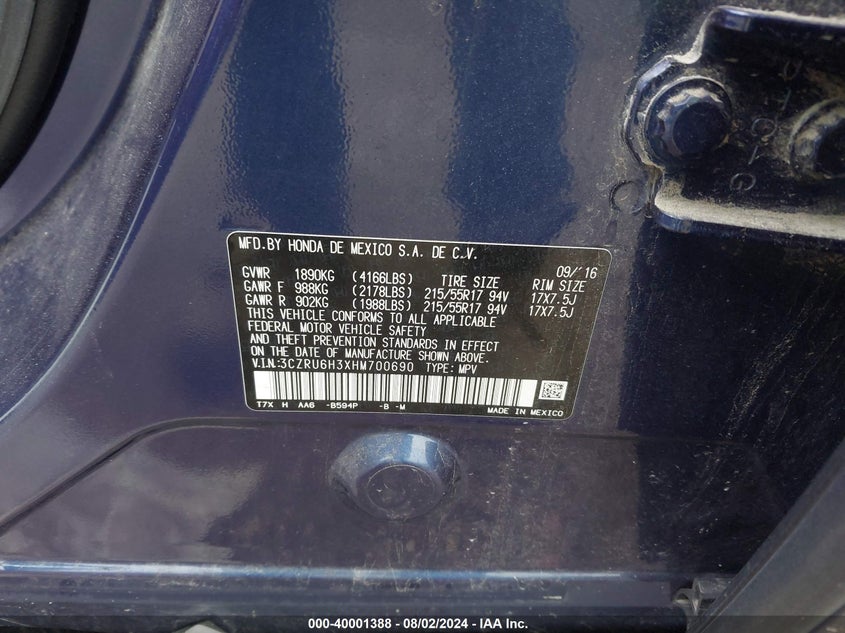 MFD.BY HONDA DE MEXICO S.A. DE C.V.
09/'16
GVWR 1890KG (4166LBS) TIRE SIZE RIM SIZE
GAWR F 988KG (2178LBS) 215/55R17 94V 17X7.5J
GAWR R 902KG (1988LBS) 215/55R17 94V 17X7.5J
THIS VEHICLE CONFORMS TO ALL APPLICABLE
FEDERAL MOTOR VEHICLE SAFETY
AND THEFT PREVENTION STANDARDS IN EFFECT
ON THE DATE OF MANUFACTURE SHOWN ABOVE.
V.I.N.:3CZRU6H3XHM700690 TYPE: MPV
T7X H AA6 -B594P -B -M MADE IN MEXICO
000-40001388 - 08/02/2024 - IAA Inc.